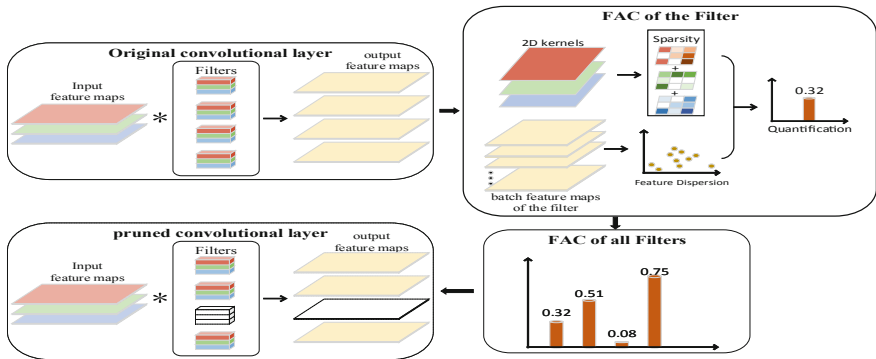 Original convolutional layer
Input
feature maps
*
Filters
output
feature maps
FAC of the Filter
2D kernels
Sparsity
+
+
batch feature maps
of the filter
Feature Dispersion
0.32
Quantification
FAC of all Filters
0.32
0.51
0.08
0.75
pruned convolutional layer
Input
feature maps
*
Filters
output
feature maps